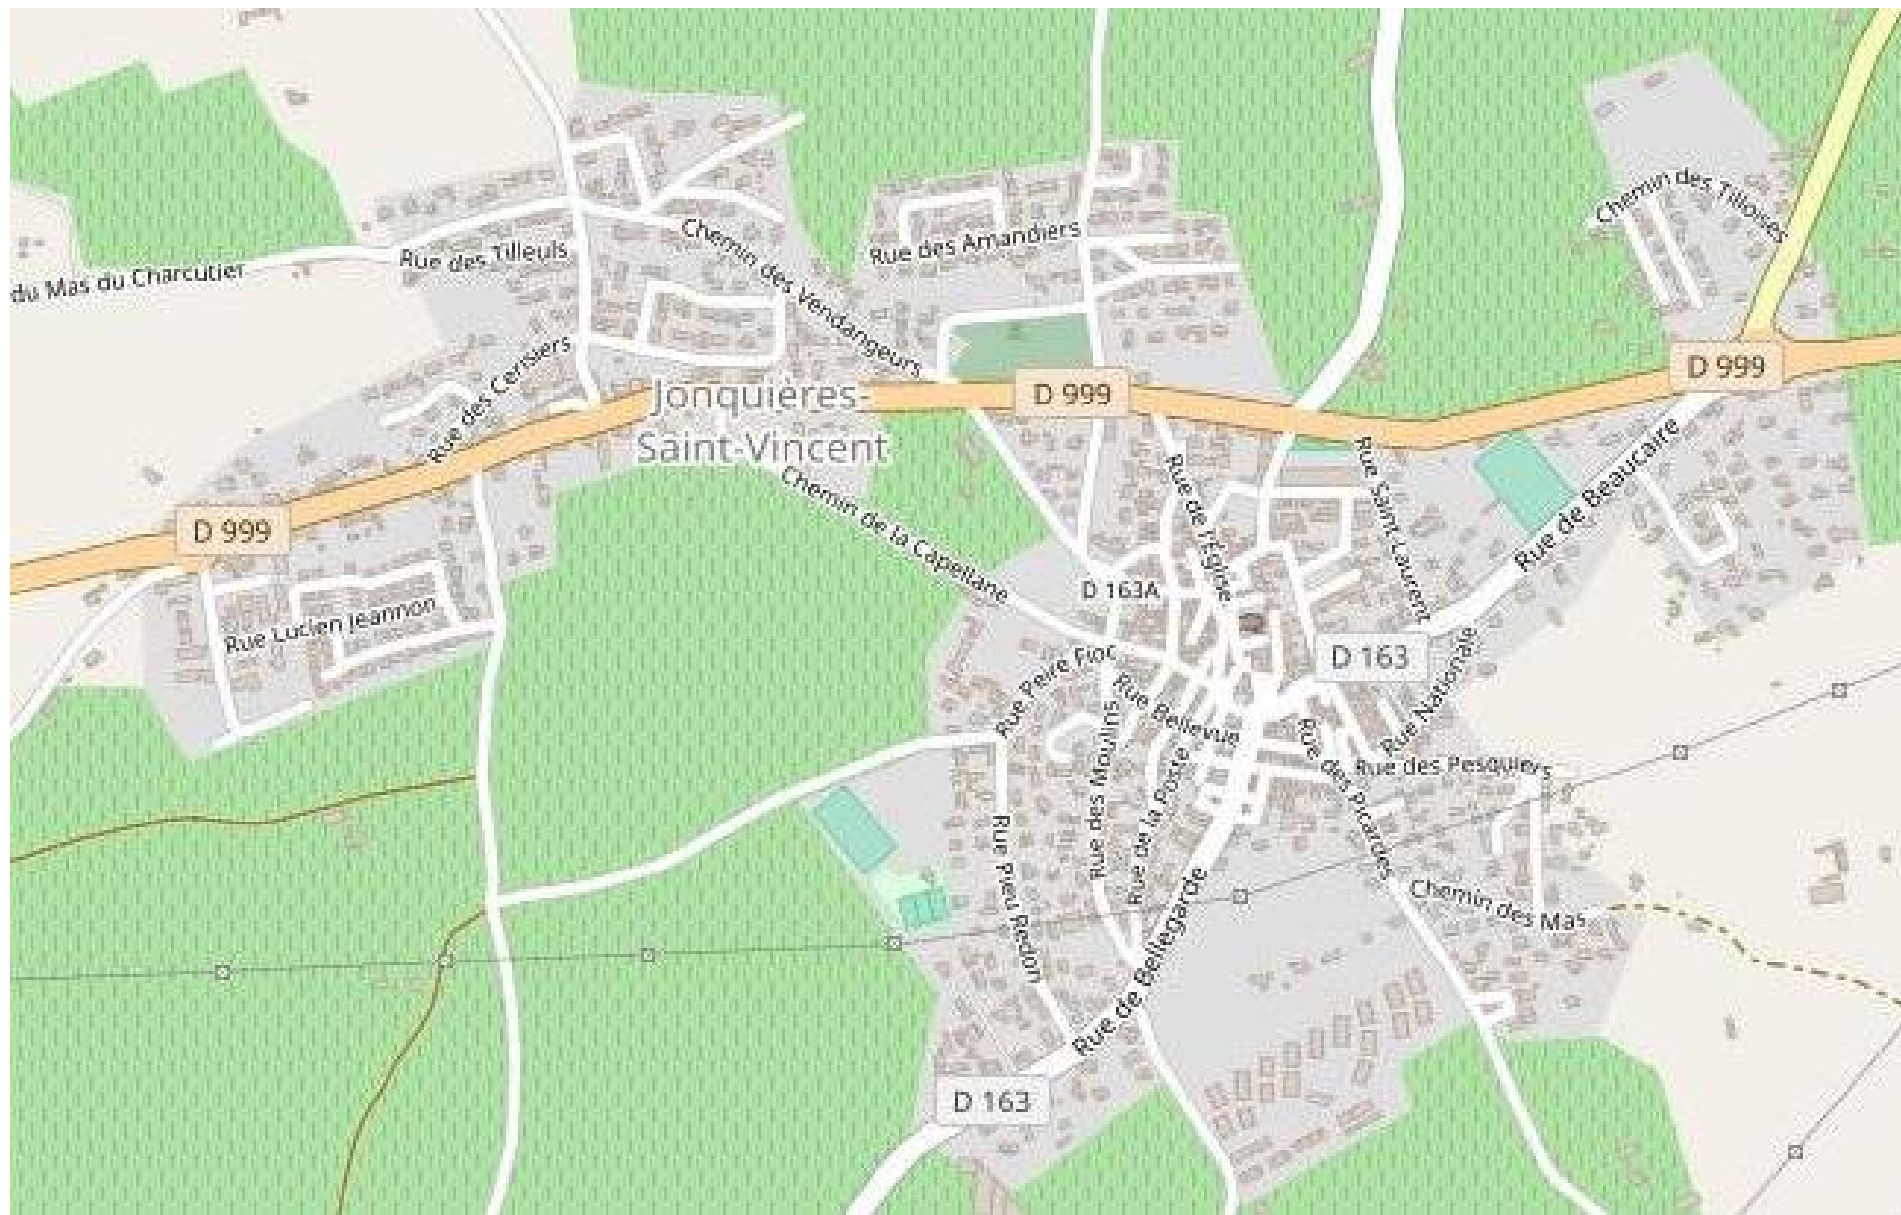 Chemin des Tilloises
Rue des Amandiers
Rue des Tilleuls
Chemin des Vendangeurs
du Mas du Charcutier
Rue des Cerisiers
D 999
D 999
Jonquières-
Saint-Vincent
D 999
Rue de l'Église
Rue Saint-Laurent
Rue de Beaucaire
Chemin de la Capellane
D 163A
Rue Lucien Jeannon
D 163
Rue Peire Fioc
Rue Bellevue
Rue Nationale
Rue des Moulins
Rue de la Poste
Rue des Picardes
Rue des Pesquiers
Rue Pieu Redon
Chemin des Mas
Rue de Bellegarde
D 163